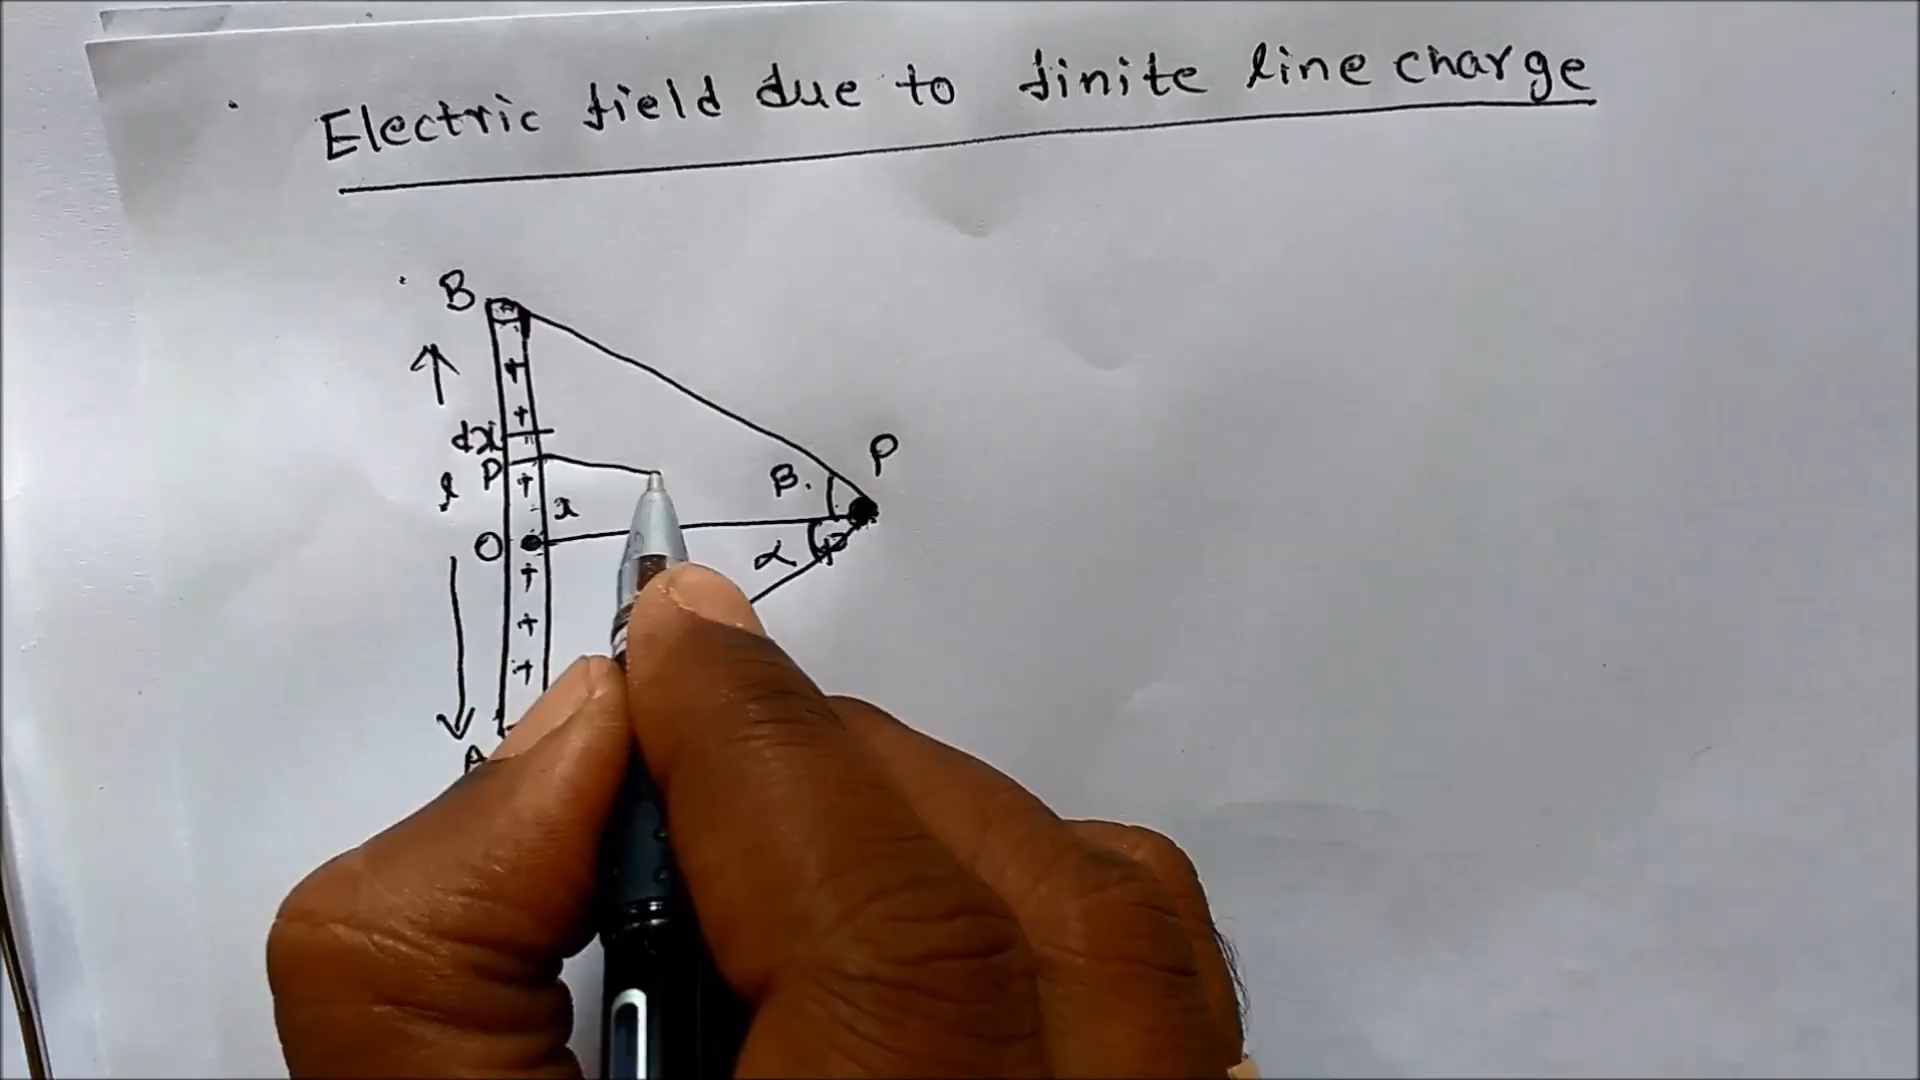 Electric field due to finite line charge
B
+
+
dx
P
l
+
x
O
+
+
+
A
P
β
α